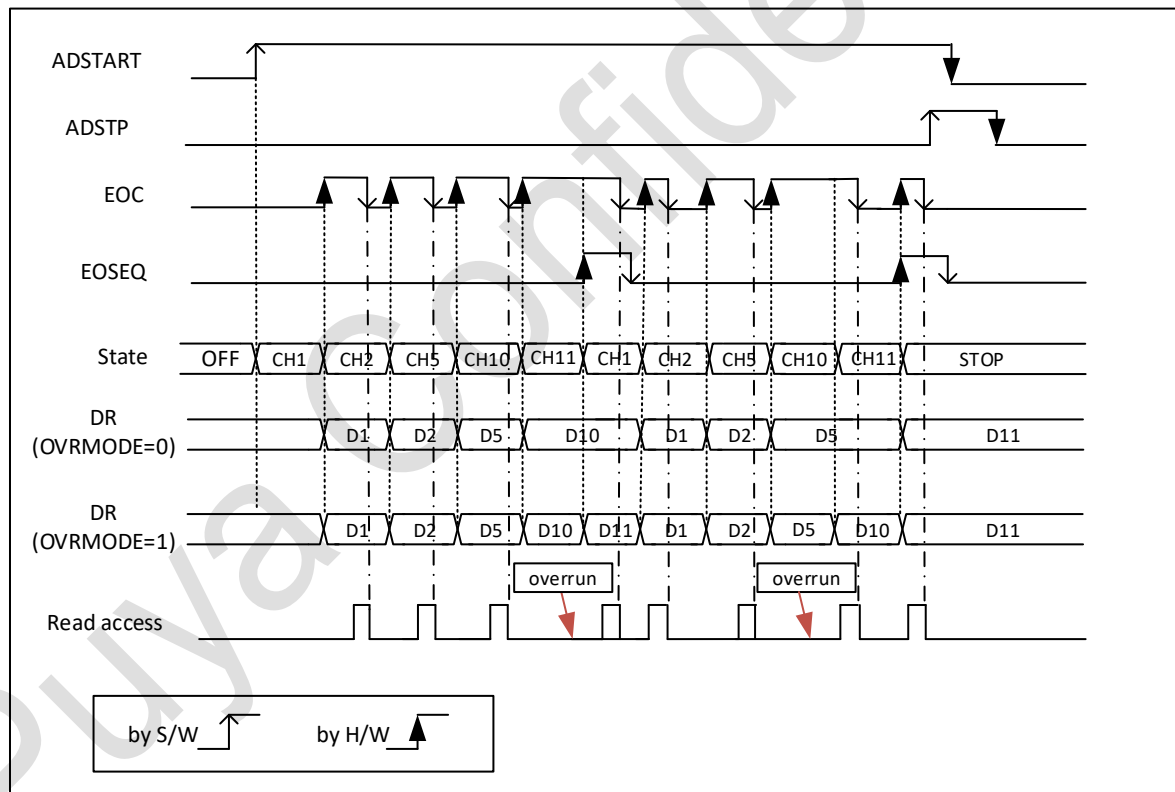 Puya Confide
ADSTART
ADSTP
EOC
EOSEQ
State OFF CH1 CH2 CH5 CH10 CH11 CH1 CH2 CH5 CH10 CH11 STOP
DR
(OVRMODE=0) D1 D2 D5 D10 D1 D2 D5 D11
DR
(OVRMODE=1) D1 D2 D5 D10 D11 D1 D2 D5 D10 D11
overrun overrun
Read access
by S/W by H/W